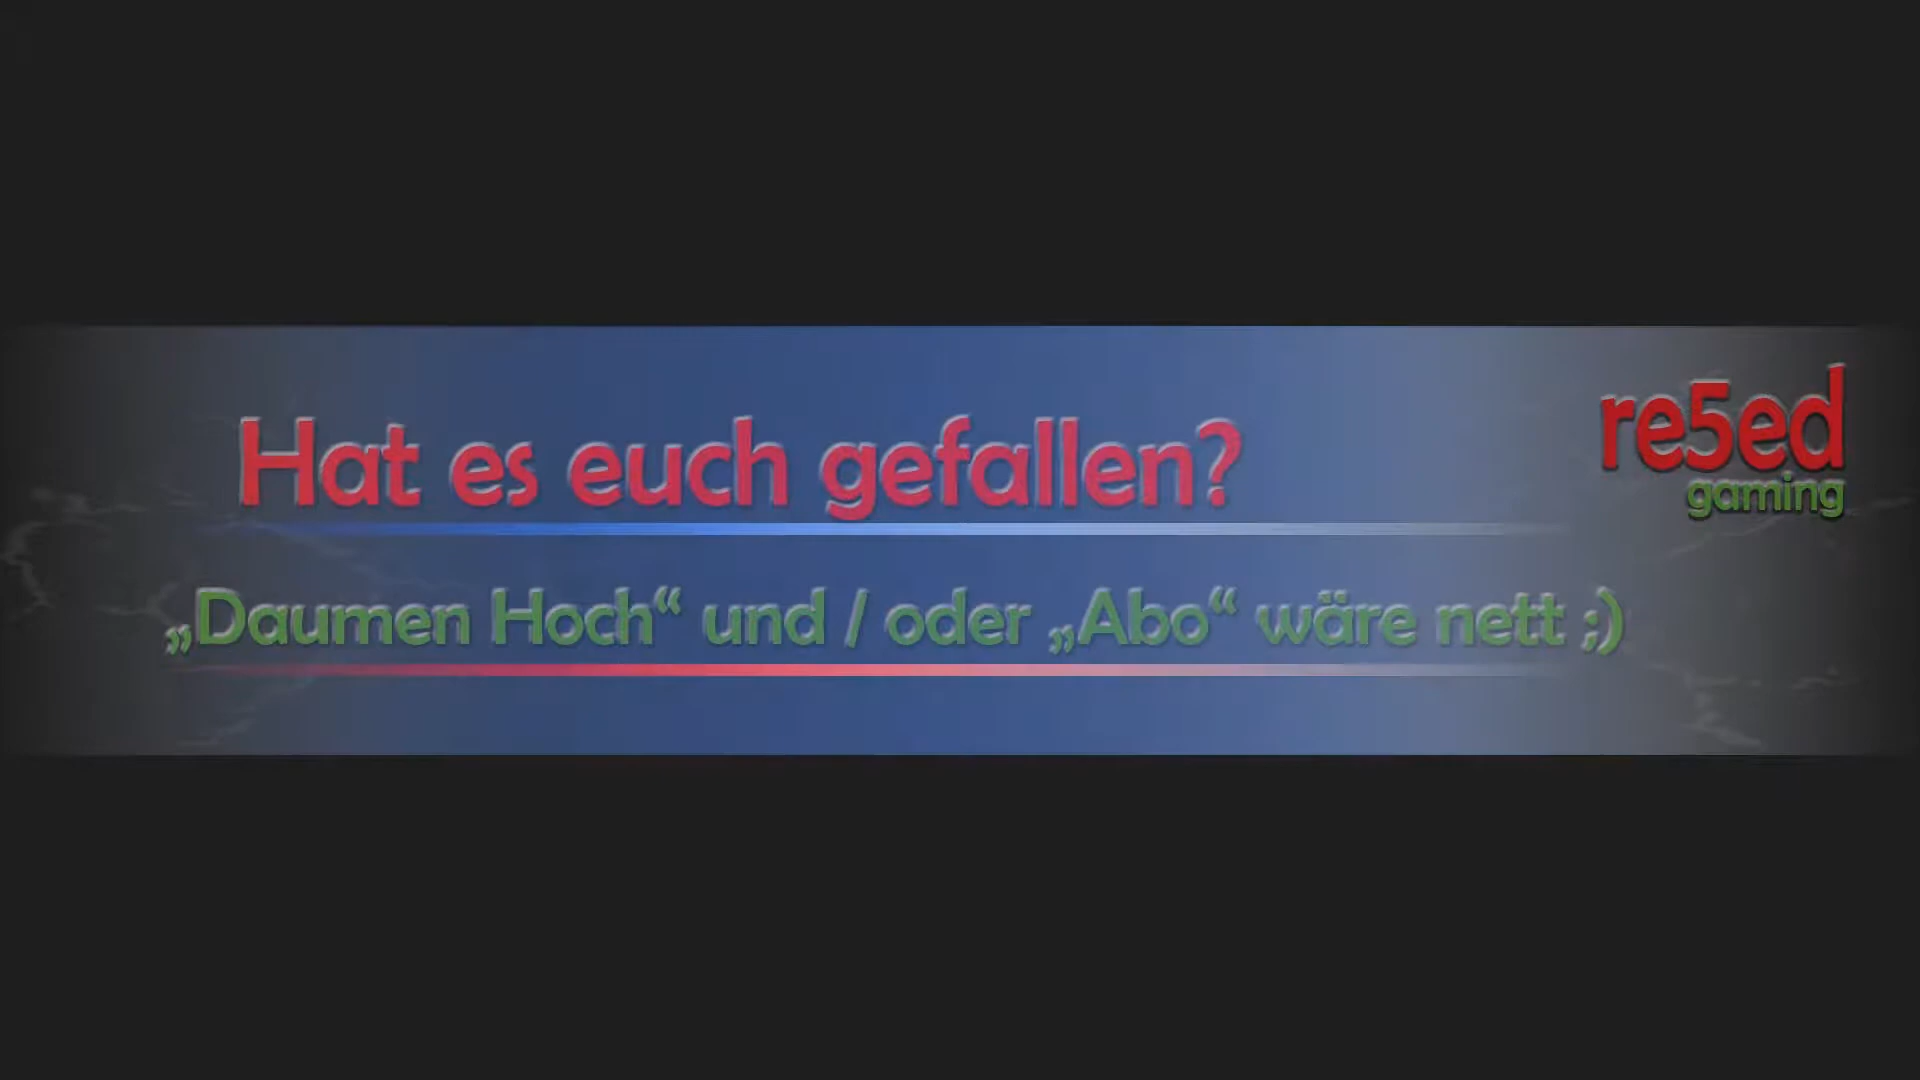 Hat es euch gefallen?
re5ed
gaming
„Daumen Hoch“ und / oder „Abo“ wäre nett ;)